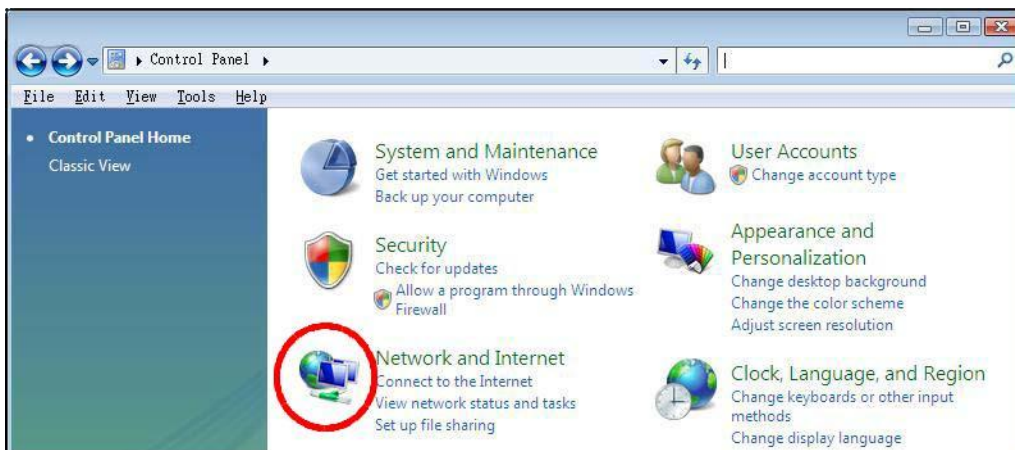 Control Panel
File Edit View Tools Help
Control Panel Home
Classic View
System and Maintenance
Get started with Windows
Back up your computer
Security
Check for updates
Allow a program through Windows
Firewall
Network and Internet
Connect to the Internet
View network status and tasks
Set up file sharing
User Accounts
Change account type
Appearance and
Personalization
Change desktop background
Change the color scheme
Adjust screen resolution
Clock, Language, and Region
Change keyboards or other input
methods
Change display language